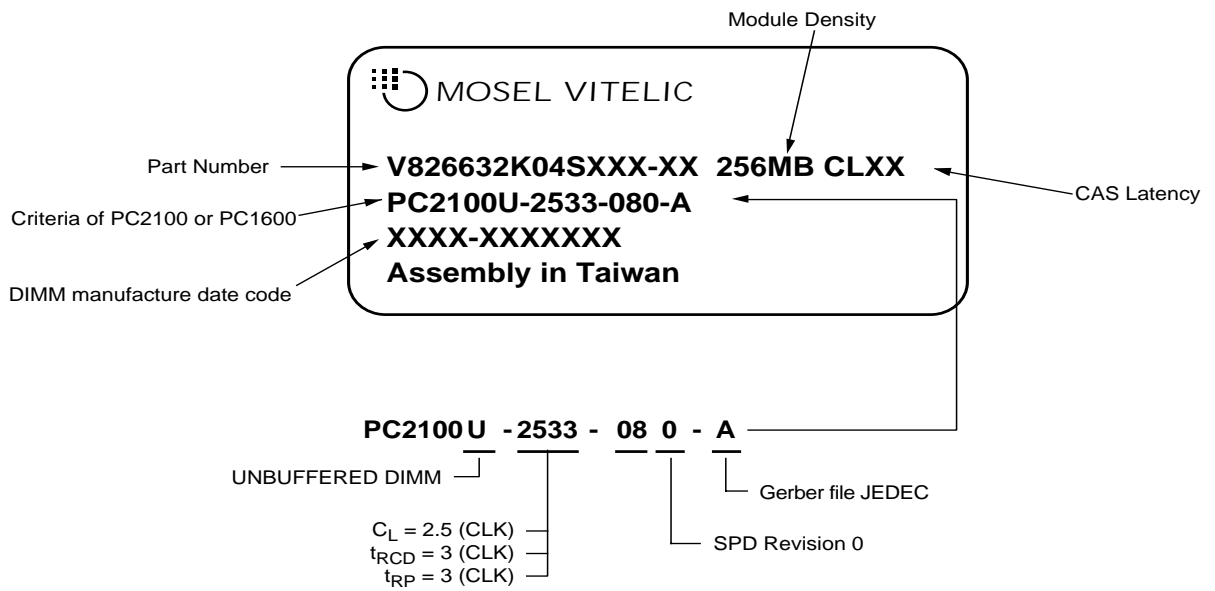 Module Density
MOSEL VITELIC
Part Number
V826632K04SXXX-XX 256MB CLXX
CAS Latency
Criteria of PC2100 or PC1600
PC2100U-2533-080-A
XXXX-XXXXXXX
DIMM manufacture date code
Assembly in Taiwan
PC2100 U - 2533 - 08 0 - A
UNBUFFERED DIMM
Gerber file JEDEC
CL = 2.5 (CLK)
tRCD = 3 (CLK)
tRP = 3 (CLK)
SPD Revision 0